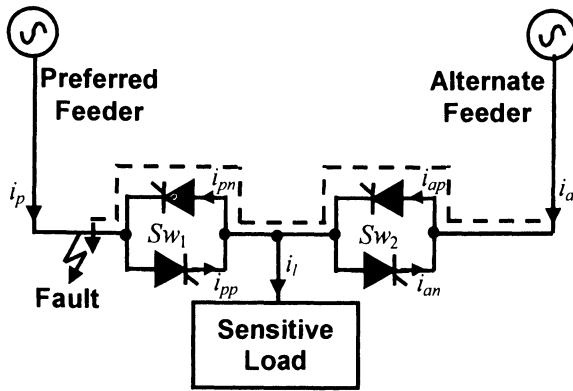 Preferred
Feeder
Alternate
Feeder
i_p
i_pn
i_ap
i_a
Sw_1
Sw_2
i_pp
i_l
i_an
Fault
Sensitive
Load